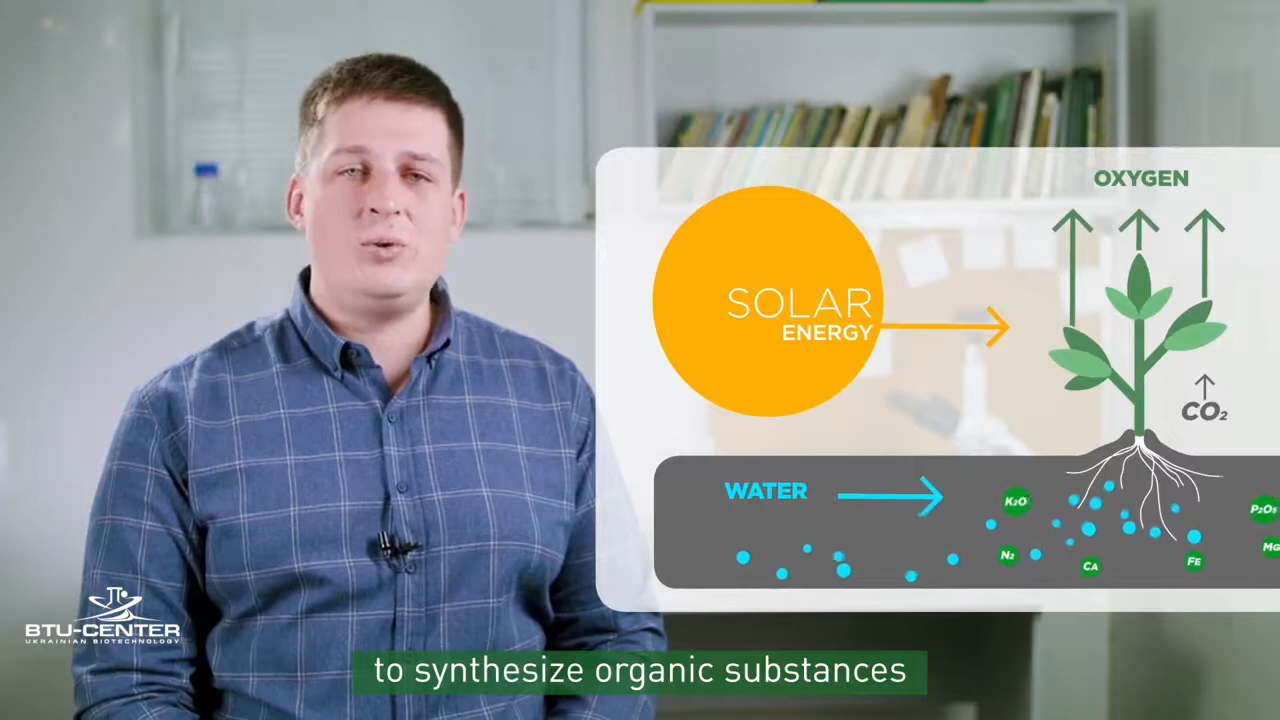 OXYGEN
SOLAR
ENERGY
CO₂
WATER
K₂O
P₂O₅
N₂
CA
FE
MG
BTU-CENTER
UKRAINIAN BIOTECHNOLOGY
to synthesize organic substances